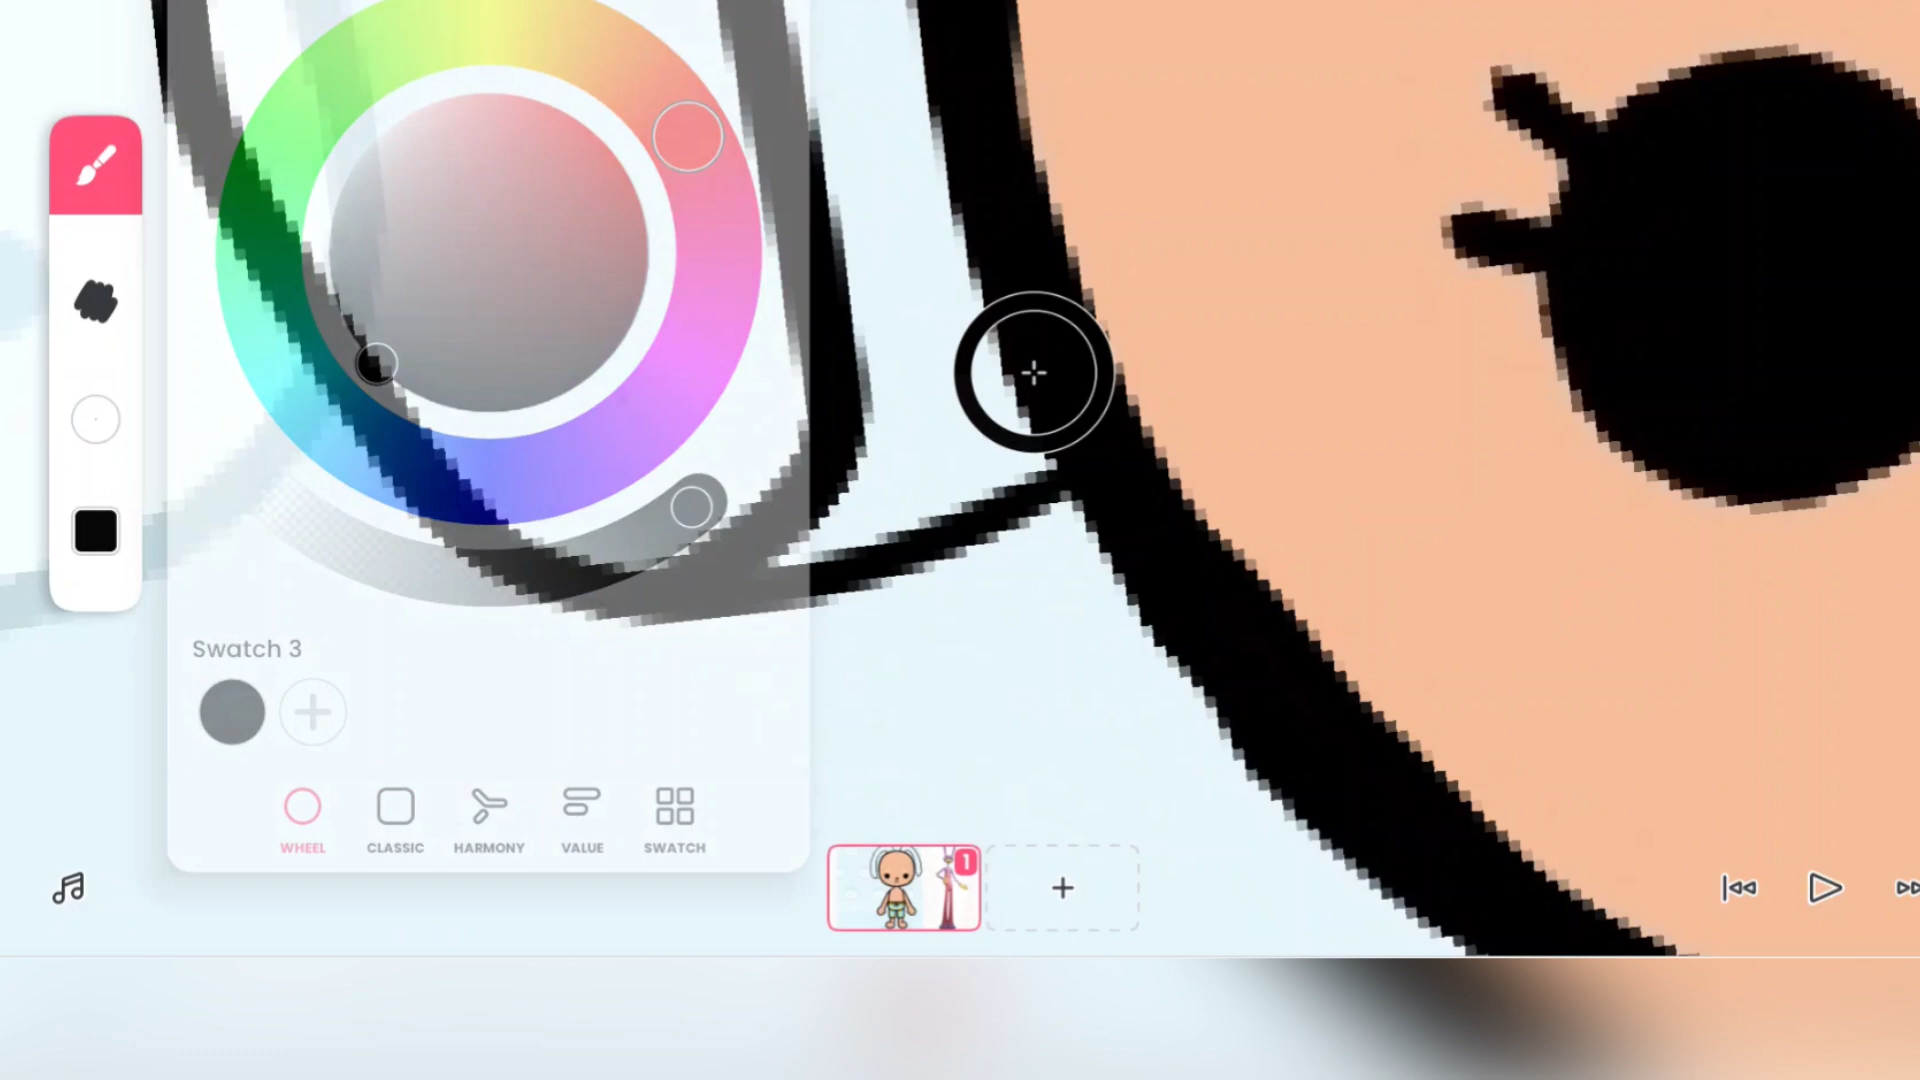 Swatch 3
WHEEL
CLASSIC
HARMONY
VALUE
SWATCH
1